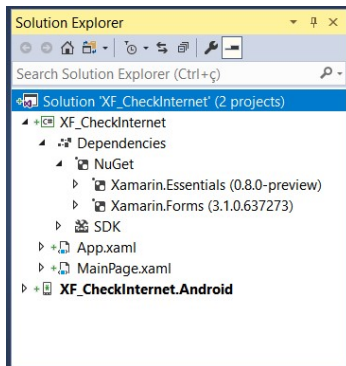 Solution Explorer
Search Solution Explorer (Ctrl+ç)
Solution 'XF_CheckInternet' (2 projects)
XF_CheckInternet
Dependencies
NuGet
Xamarin.Essentials (0.8.0-preview)
Xamarin.Forms (3.1.0.637273)
SDK
App.xaml
MainPage.xaml
XF_CheckInternet.Android